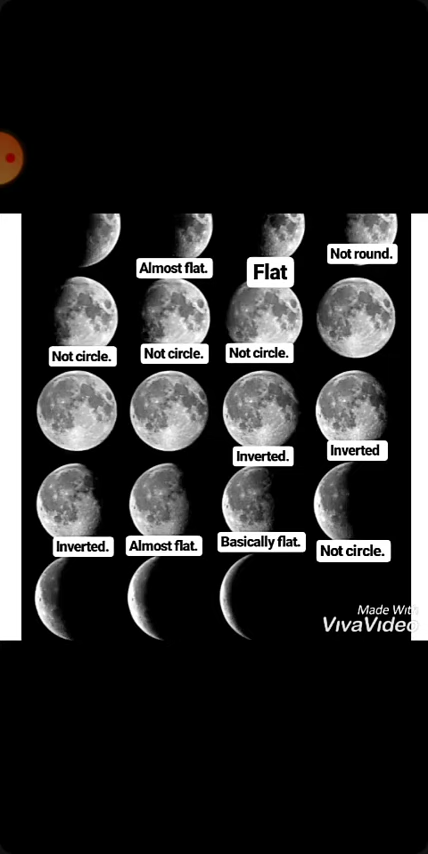 Not round.
Almost flat.
Flat
Not circle.
Not circle.
Not circle.
Inverted.
Inverted
Inverted.
Almost flat.
Basically flat.
Not circle.
Made With
VivaVideo